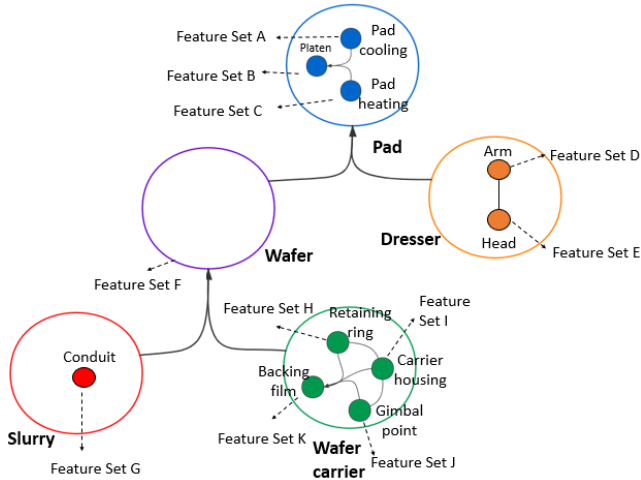 Feature Set A
Pad
cooling
Platen
Feature Set B
Pad
heating
Feature Set C
Pad
Arm
Feature Set D
Head
Dresser
Feature Set E
Wafer
Feature Set F
Feature Set H
Feature
Set I
Retaining
ring
Conduit
Carrier
housing
Backing
film
Gimbal
point
Slurry
Feature Set K
Wafer
carrier
Feature Set J
Feature Set G